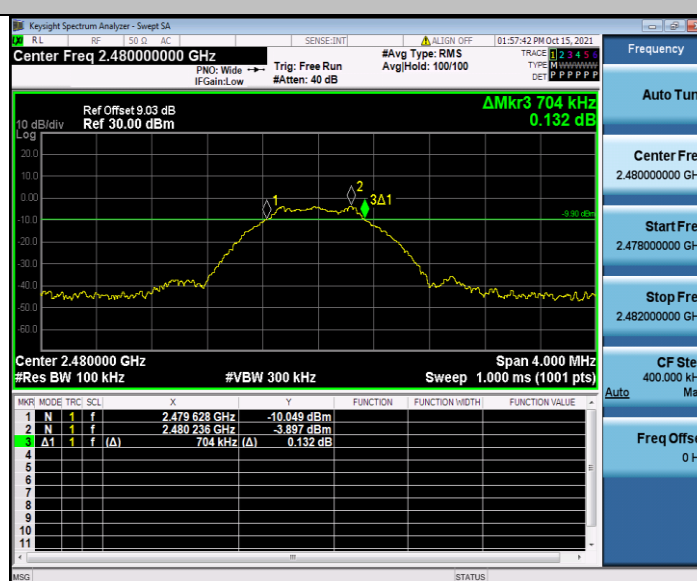 Keysight Spectrum Analyzer - Swept SA
RL RF 50 Ω AC SENSE:INT ALIGN OFF 01:57:42 PM Oct 15, 2021
Center Freq 2.480000000 GHz
PNO: Wide
IFGain:Low
Trig: Free Run
#Atten: 40 dB
#Avg Type: RMS
Avg|Hold: 100/100
TRACE 1 2 3 4 5 6
TYPE M WWWWW
DET P P P P P P
ΔMkr3 704 kHz
0.132 dB
Ref Offset 9.03 dB
10 dB/div Ref 30.00 dBm
Log
20.0
10.0
0.00
-10.0
-20.0
-30.0
-40.0
-50.0
-60.0
1
2
3Δ1
-9.90 dBm
Center 2.480000 GHz Span 4.000 MHz
#Res BW 100 kHz #VBW 300 kHz Sweep 1.000 ms (1001 pts)
MKR MODE TRC SCL X Y FUNCTION FUNCTION WIDTH FUNCTION VALUE
1 N 1 f 2.479 628 GHz -10.049 dBm
2 N 1 f 2.480 236 GHz -3.897 dBm
3 Δ1 1 f (Δ) 704 kHz (Δ) 0.132 dB
4
5
6
7
8
9
10
11
MSG STATUS
Frequency
Auto Tun
Center Fre
2.480000000 GH
Start Fre
2.478000000 GH
Stop Fre
2.482000000 GH
CF Ste
400.000 kH
Auto Ma
Freq Offse
0 H